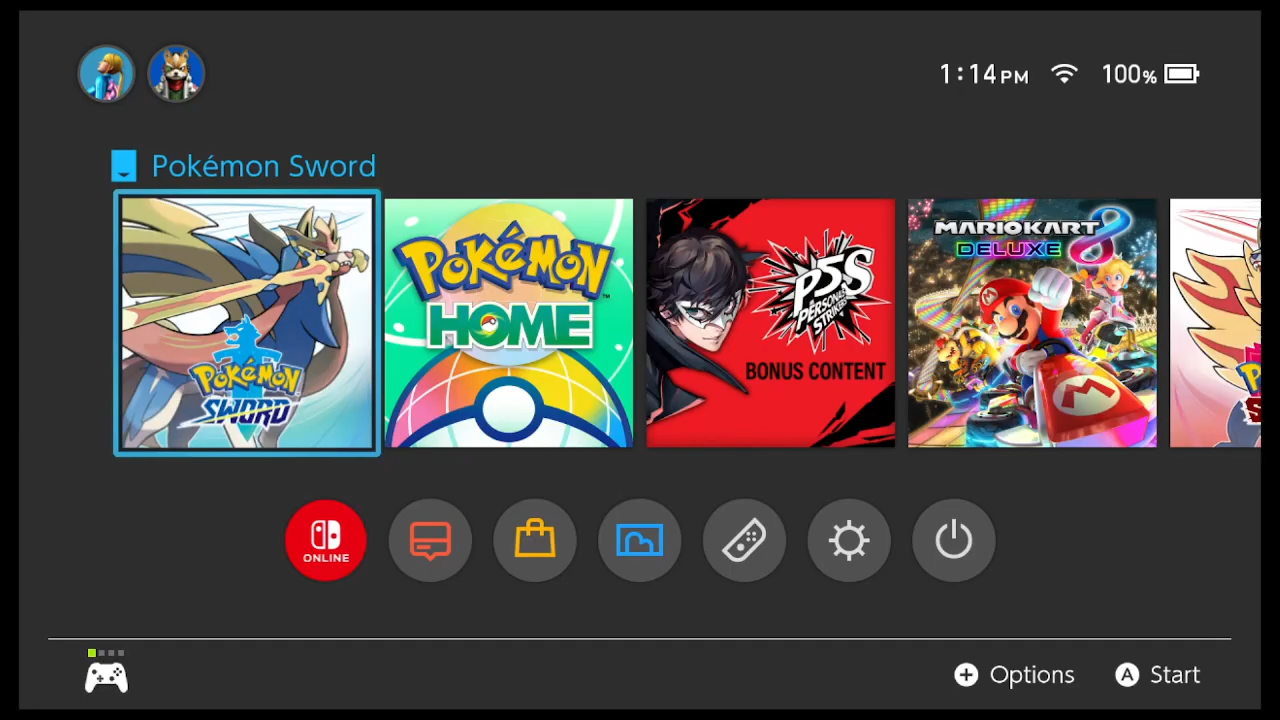 1:14 PM 100%
Pokémon Sword
Pokémon
SWORD
Pokémon
HOME
P5S
PERSONA5
STRIKERS
BONUS CONTENT
MARIOKART 8
DELUXE
M
ONLINE
+ Options A Start